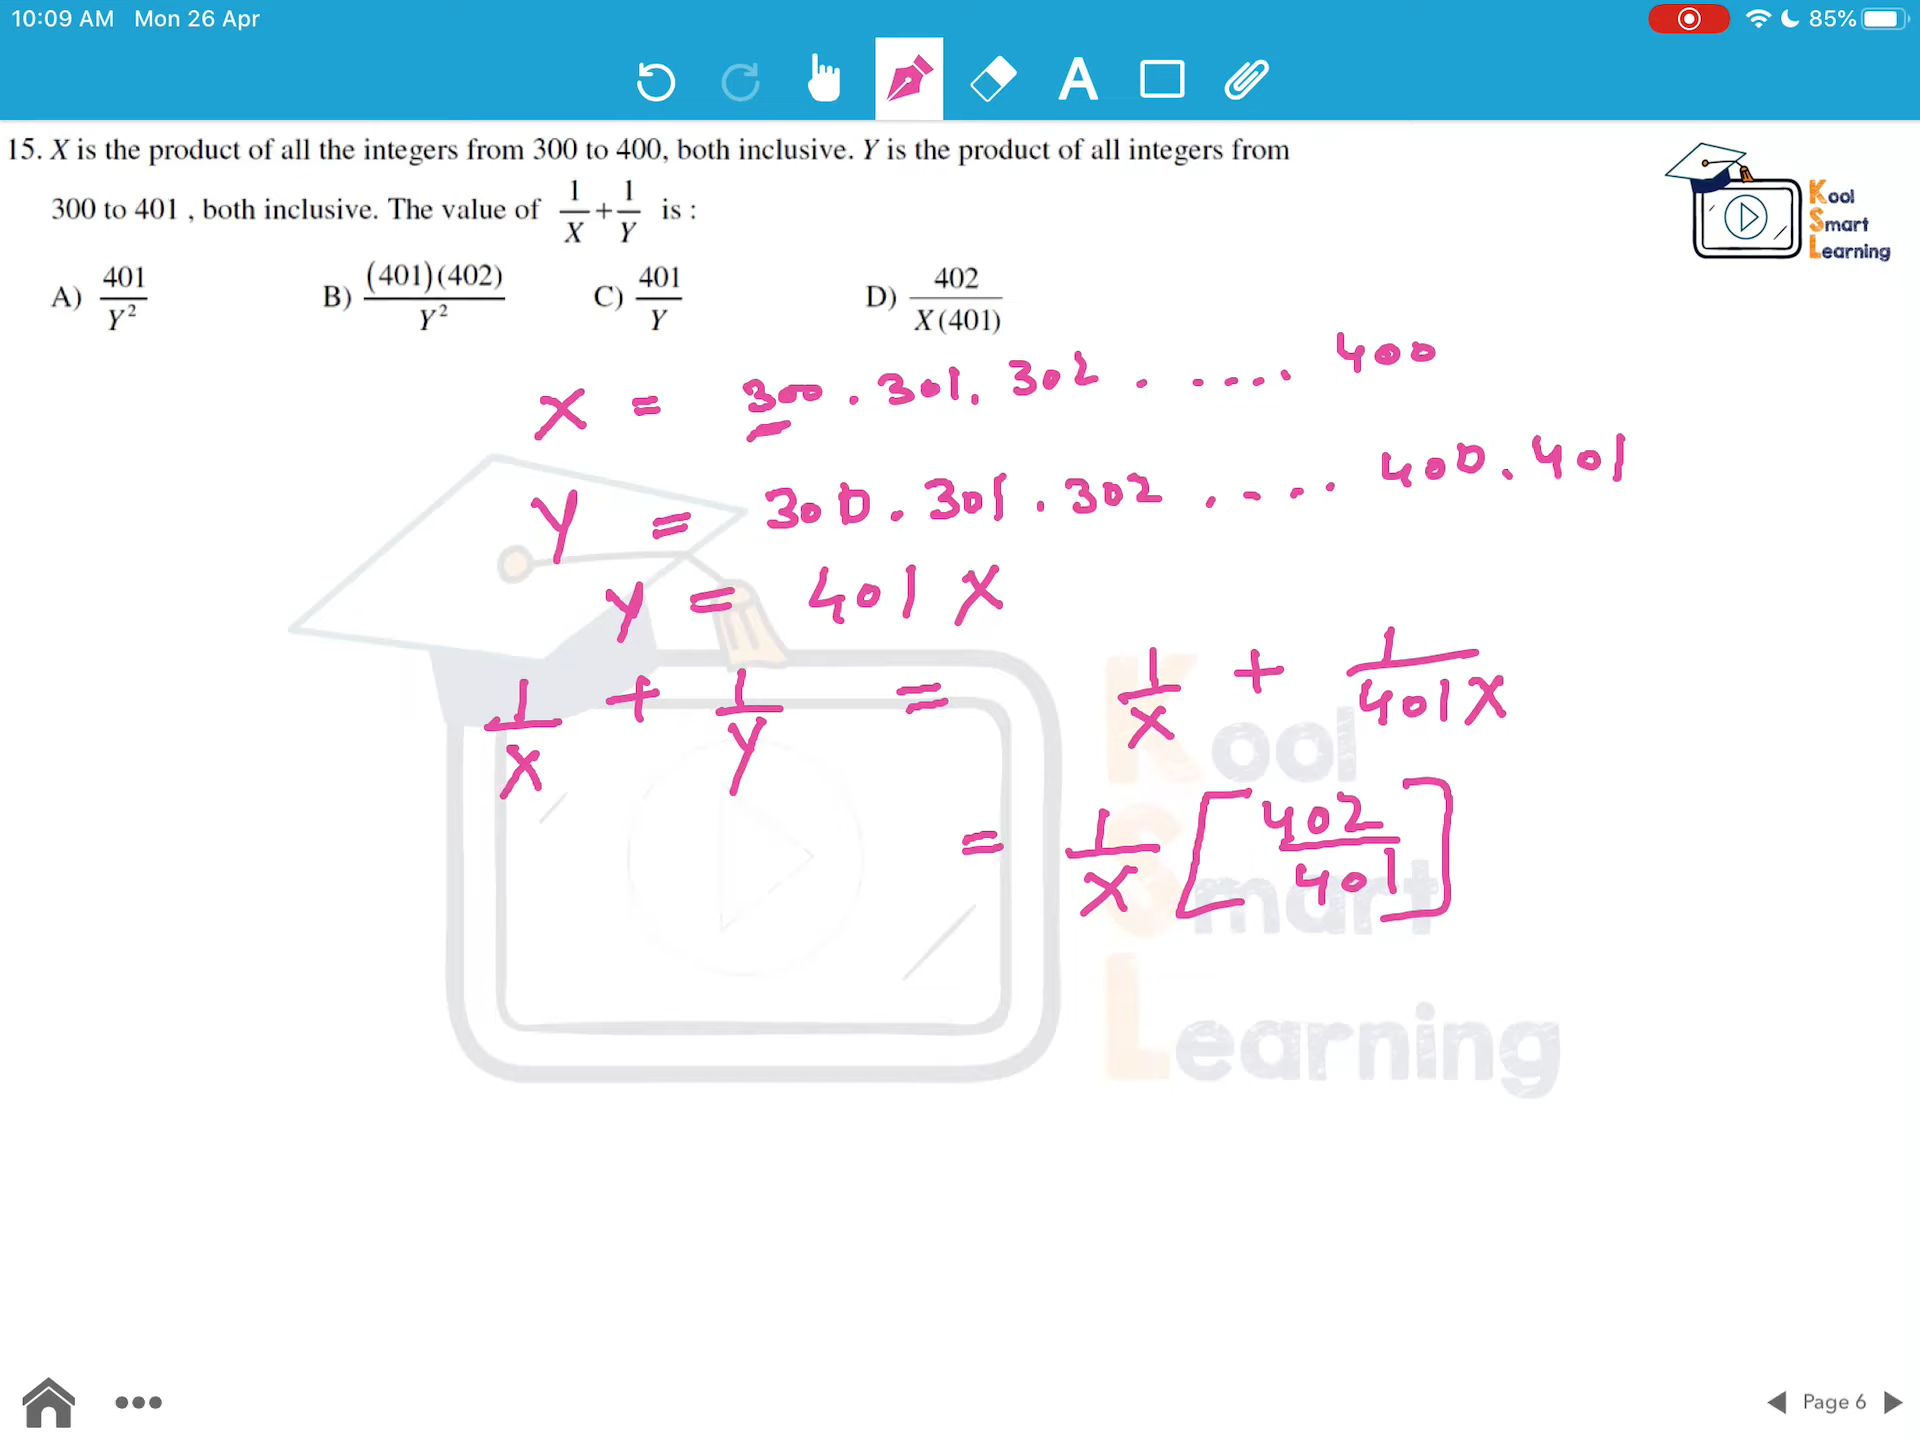 10:09 AM Mon 26 Apr
85%
15. X is the product of all the integers from 300 to 400, both inclusive. Y is the product of all integers from
300 to 401 , both inclusive. The value of 1/X + 1/Y is :
A) 401/Y² B) (401)(402)/Y² C) 401/Y D) 402/X(401)
Kool
Smart
Learning
x = 300 . 301 . 302 . .... 400
y = 300 . 301 . 302 . .... 400 . 401
y = 401 x
1/x + 1/y = 1/x + 1/401x
= 1/x [402/401]
Kool
Smart
Learning
Page 6